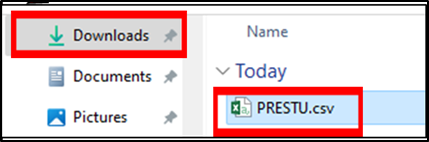 Downloads
Documents
Pictures
Name
Today
PRESTU.csv